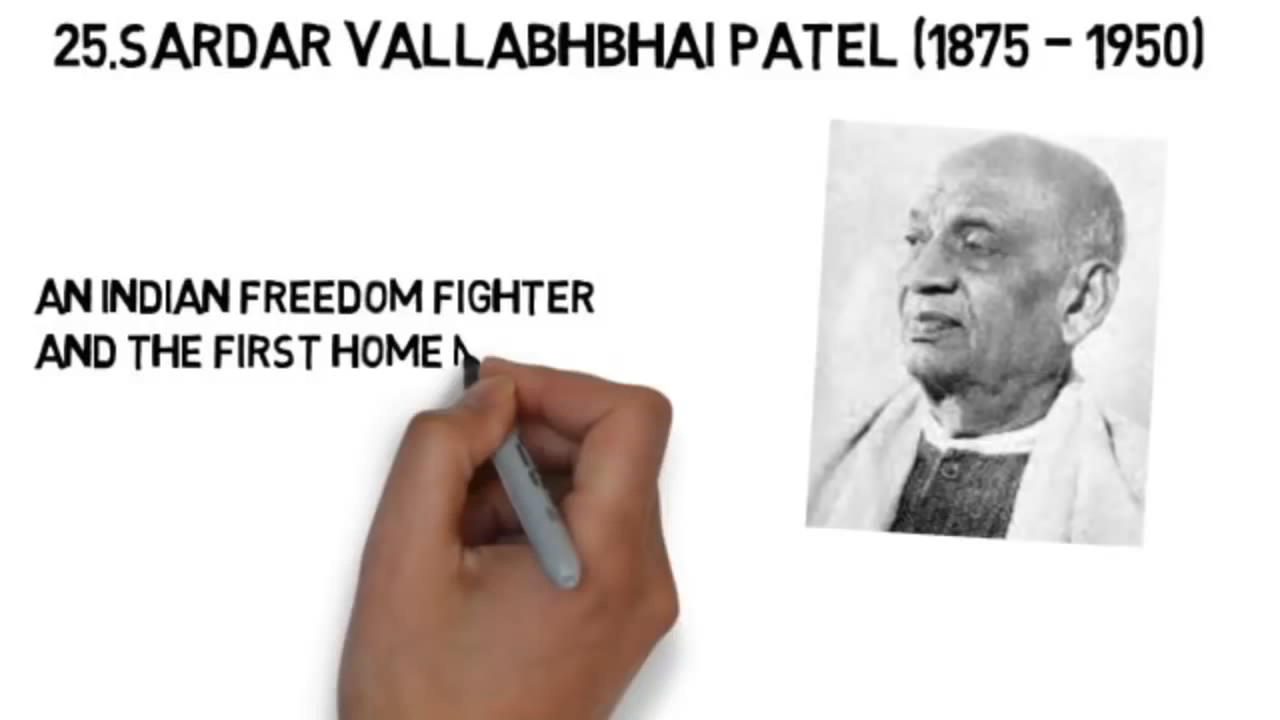 25.SARDAR VALLABHBHAI PATEL (1875 – 1950)
AN INDIAN FREEDOM FIGHTER
AND THE FIRST HOME